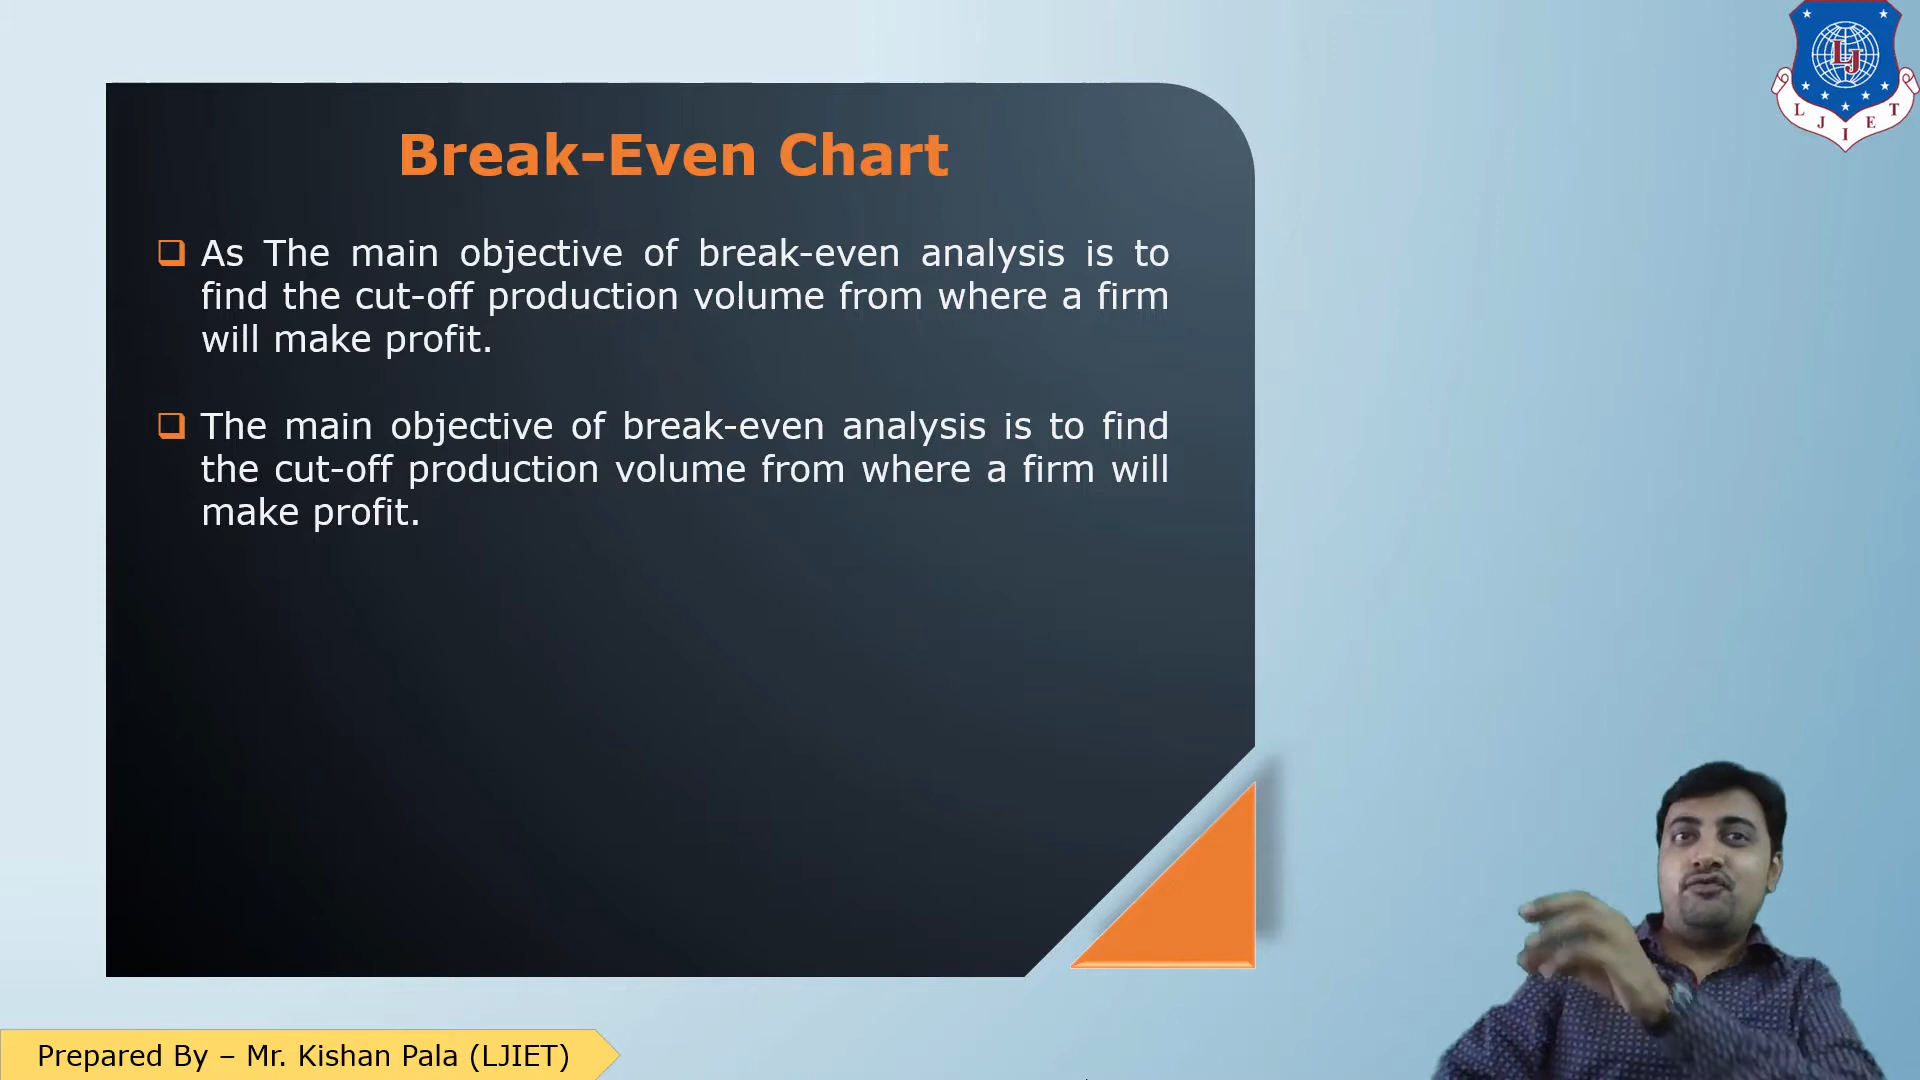 Break-Even Chart
As The main objective of break-even analysis is to
find the cut-off production volume from where a firm
will make profit.
The main objective of break-even analysis is to find
the cut-off production volume from where a firm will
make profit.
LJ
L J I E T
Prepared By – Mr. Kishan Pala (LJIET)